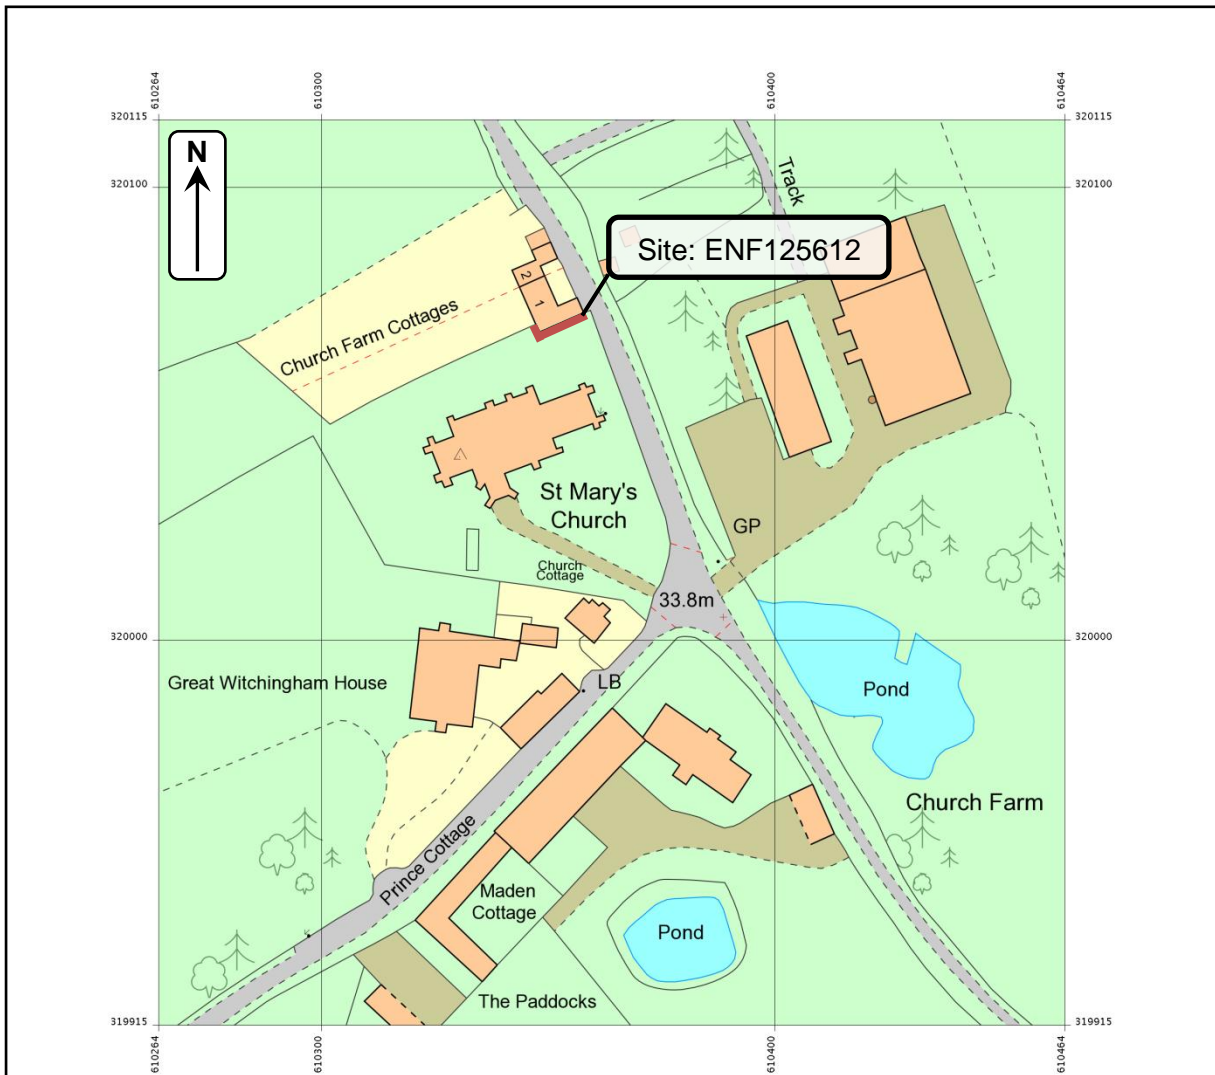 610264
610300
610400
610464
320115
320115
N
320100
320100
Track
Site: ENF125612
2
1
Church Farm Cottages
St Mary's
Church
GP
Church
Cottage
33.8m
320000
320000
Great Witchingham House
LB
Pond
Church Farm
Prince Cottage
Maden
Cottage
Pond
The Paddocks
319915
319915
610264
610300
610400
610464